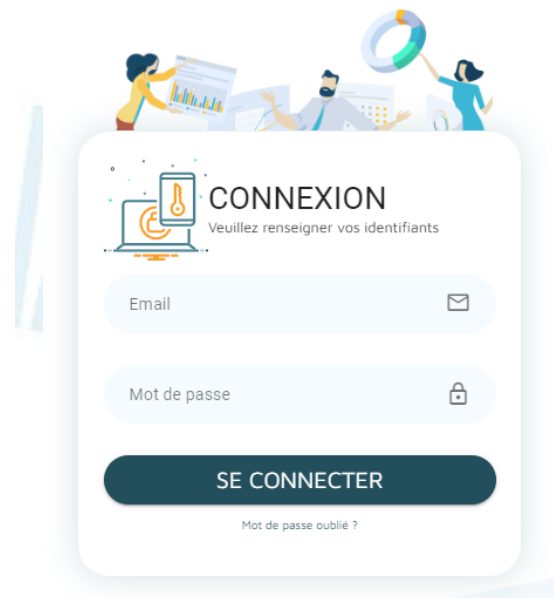 CONNEXION
Veuillez renseigner vos identifiants
Email
Mot de passe
SE CONNECTER
Mot de passe oublié ?